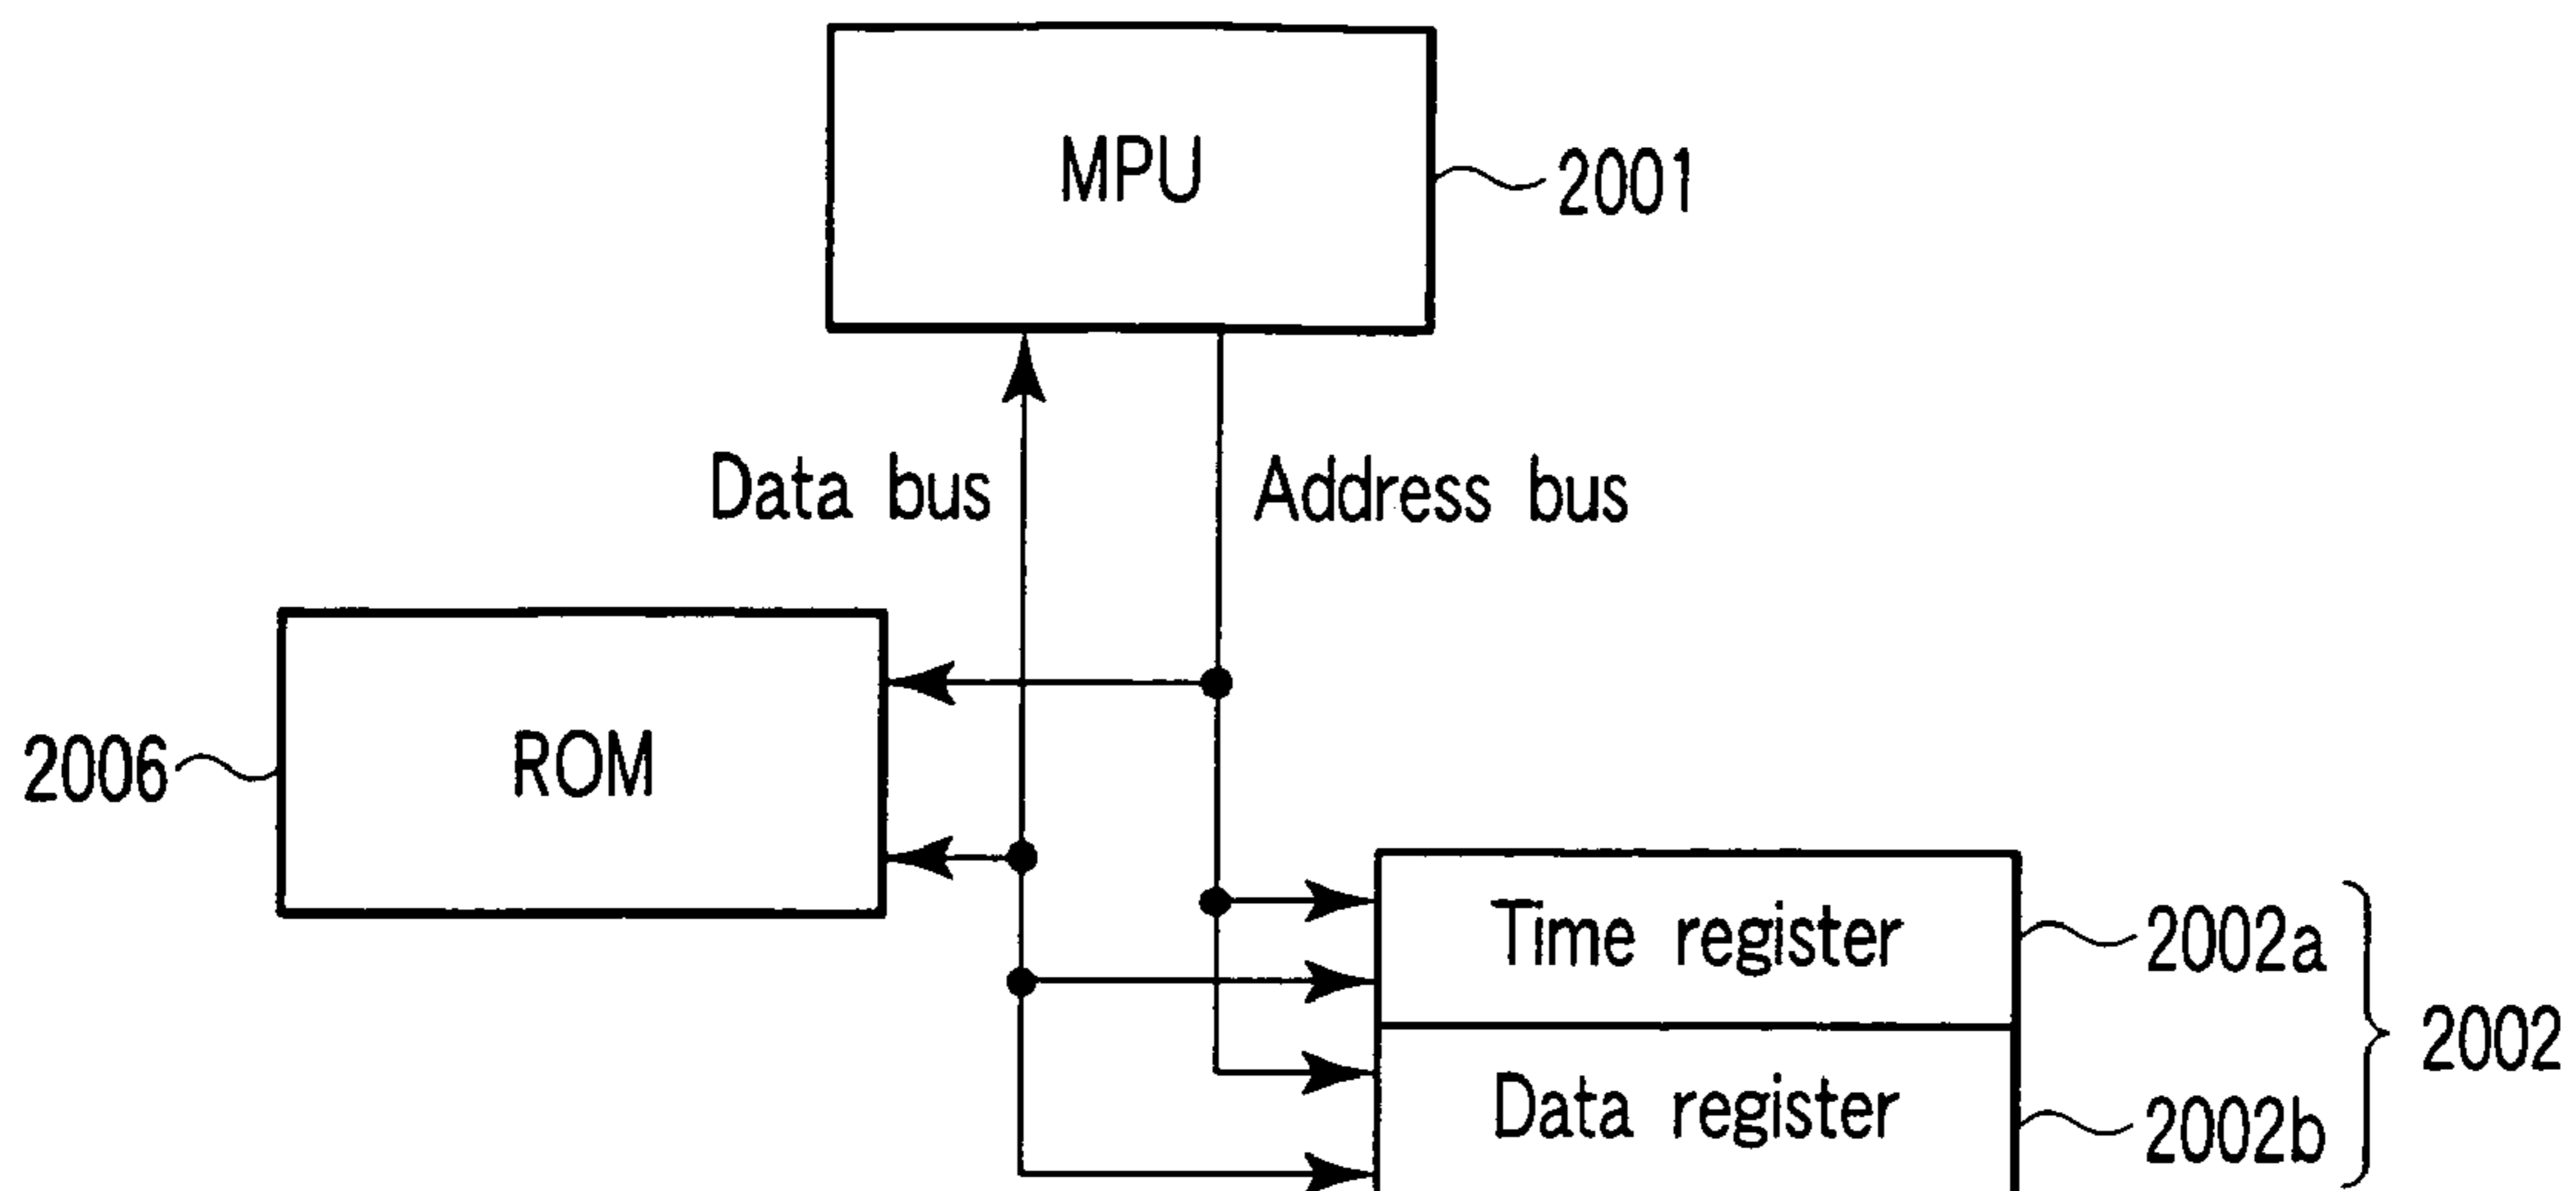 MPU
2001
Data bus
Address bus
ROM
2006
Time register
2002a
2002
Data register
2002b